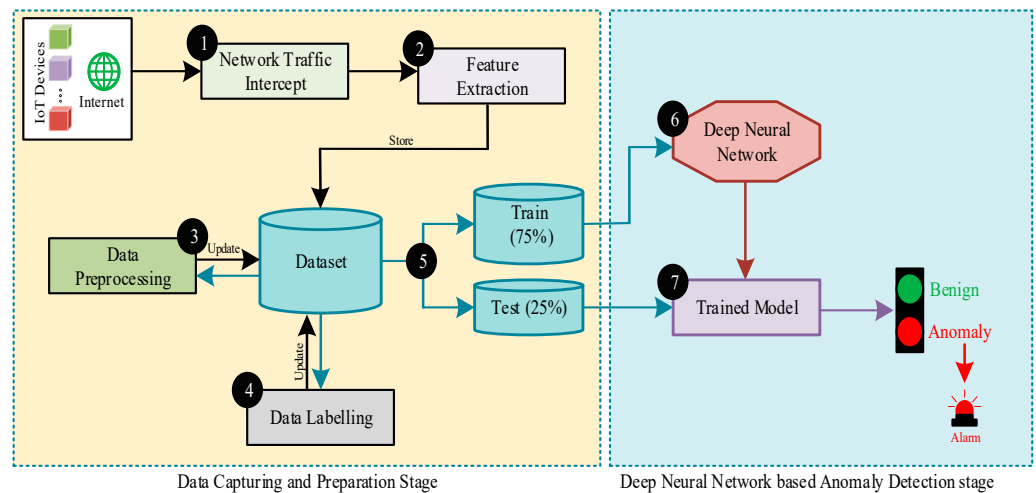 IoT Devices
Internet
1
Network Traffic
Intercept
2
Feature
Extraction
Store
3
Data
Preprocessing
Update
Dataset
4
Data Labelling
Update
5
Train
(75%)
Test (25%)
6
Deep Neural
Network
7
Trained Model
Benign
Anomaly
Alarm
Data Capturing and Preparation Stage
Deep Neural Network based Anomaly Detection stage